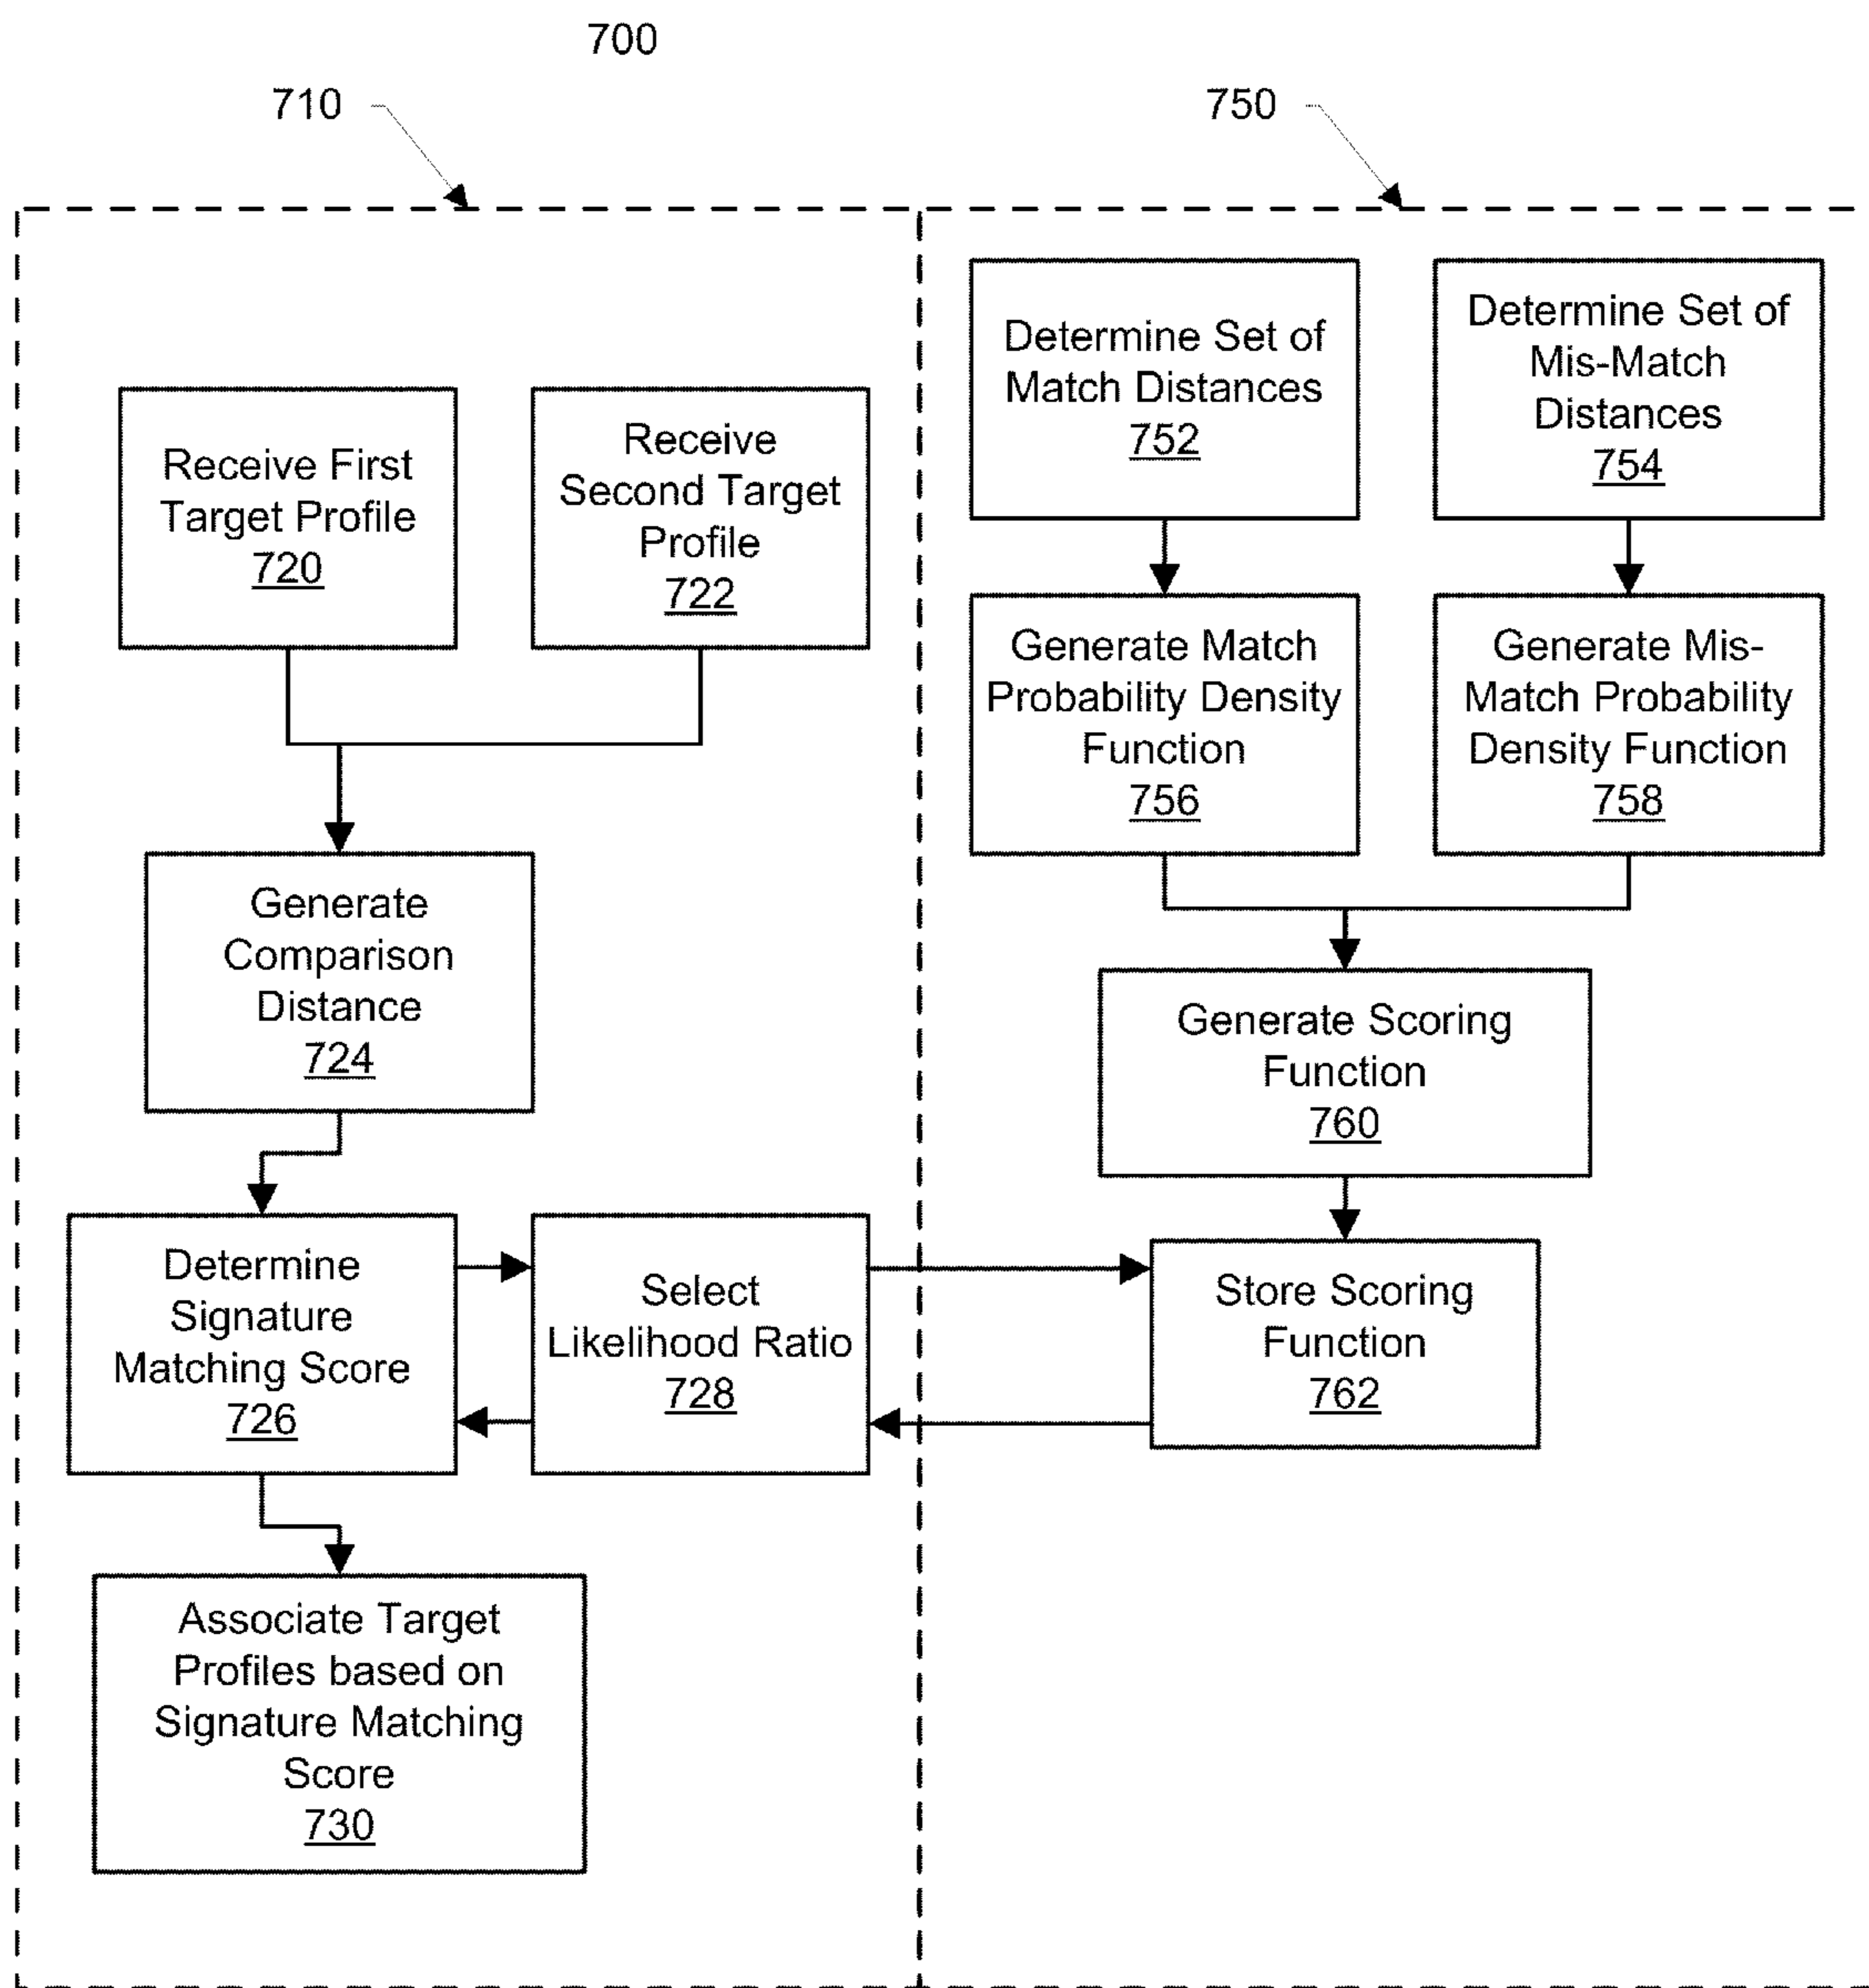 700
710
750
Receive First
Target Profile
720
Receive
Second Target
Profile
722
Generate
Comparison
Distance
724
Determine
Signature
Matching Score
726
Select
Likelihood Ratio
728
Associate Target
Profiles based on
Signature Matching
Score
730
Determine Set of
Match Distances
752
Determine Set of
Mis-Match
Distances
754
Generate Match
Probability Density
Function
756
Generate Mis-
Match Probability
Density Function
758
Generate Scoring
Function
760
Store Scoring
Function
762